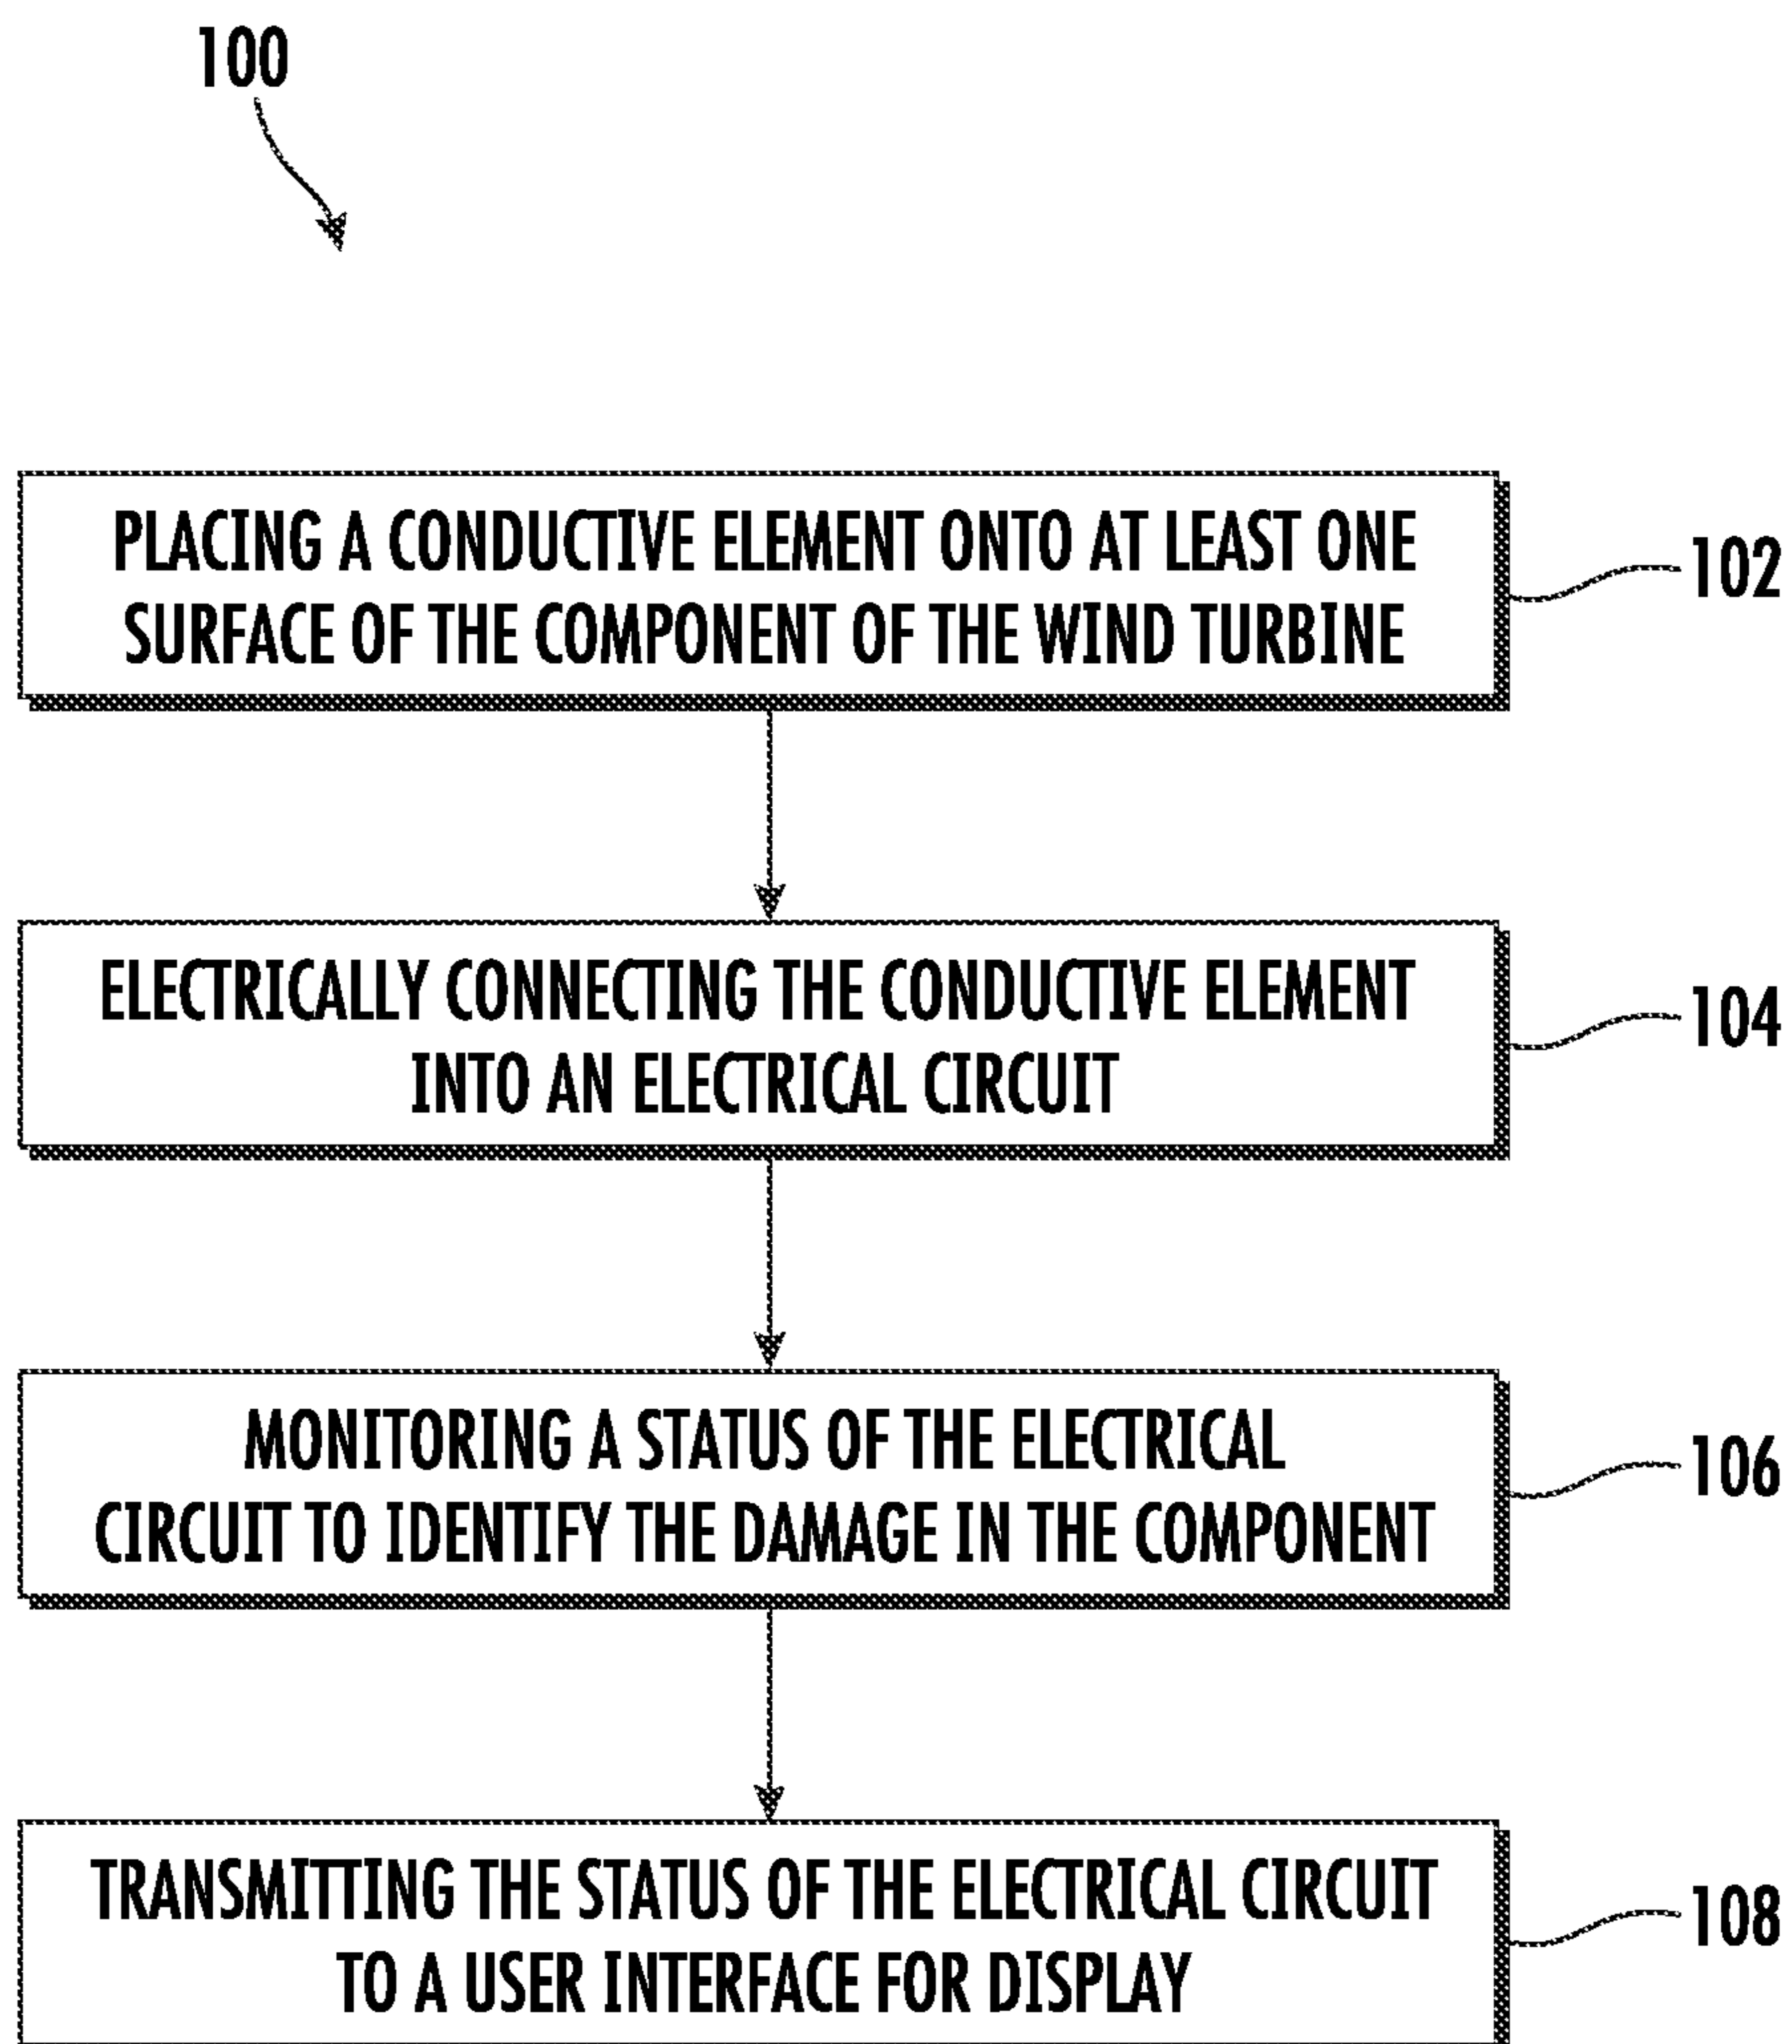 100
PLACING A CONDUCTIVE ELEMENT ONTO AT LEAST ONE
SURFACE OF THE COMPONENT OF THE WIND TURBINE
102
ELECTRICALLY CONNECTING THE CONDUCTIVE ELEMENT
INTO AN ELECTRICAL CIRCUIT
104
MONITORING A STATUS OF THE ELECTRICAL
CIRCUIT TO IDENTIFY THE DAMAGE IN THE COMPONENT
106
TRANSMITTING THE STATUS OF THE ELECTRICAL CIRCUIT
TO A USER INTERFACE FOR DISPLAY
108